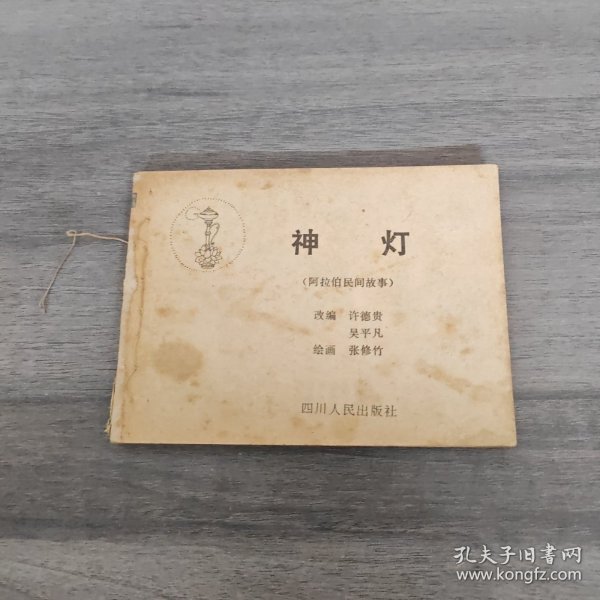 神 灯
（阿拉伯民间故事）
改编 许德贵
吴平凡
绘画 张修竹
四川人民出版社
孔夫子旧书网
www.kongfz.com